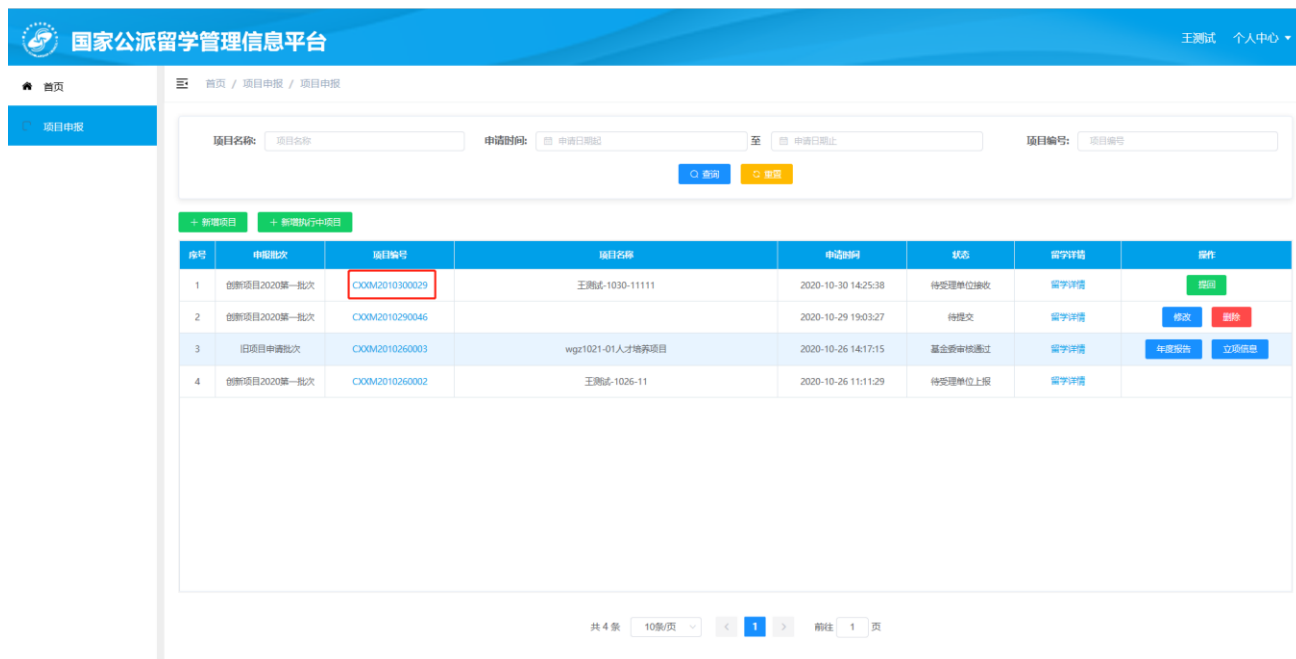 国家公派留学管理信息平台
王测试 个人中心
首页
首页 / 项目申报 / 项目申报
项目申报
项目名称: 项目名称 申请时间: 申请日期起 至 申请日期止 项目编号: 项目编号
查询 重置
+ 新增项目 + 新增执行中项目
序号 申报批次 项目编号 项目名称 申请时间 状态 留学详情 操作
1 创新项目2020第一批次 CXXM2010300029 王测试-1030-11111 2020-10-30 14:25:38 待受理单位接收 留学详情 提回
2 创新项目2020第一批次 CXXM2010290046 2020-10-29 19:03:27 待提交 留学详情 修改 删除
3 旧项目申请批次 CXXM2010260003 wgz1021-01人才培养项目 2020-10-26 14:17:15 基金委审核通过 留学详情 年度报告 立项信息
4 创新项目2020第一批次 CXXM2010260002 王测试-1026-11 2020-10-26 11:11:29 待受理单位上报 留学详情
共 4 条 10条/页 < 1 > 前往 1 页